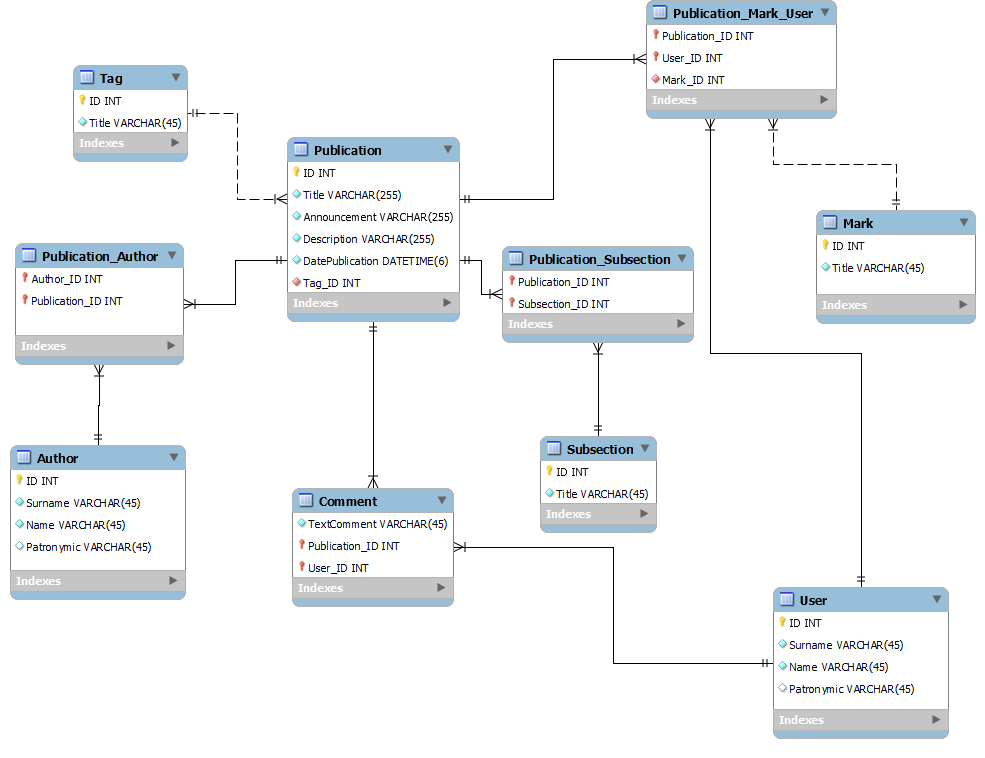 Publication_Mark_User
Publication_ID INT
User_ID INT
Mark_ID INT
Indexes
Tag
ID INT
Title VARCHAR(45)
Indexes
Publication
ID INT
Title VARCHAR(255)
Announcement VARCHAR(255)
Description VARCHAR(255)
DatePublication DATETIME(6)
Tag_ID INT
Indexes
Mark
ID INT
Title VARCHAR(45)
Indexes
Publication_Author
Author_ID INT
Publication_ID INT
Indexes
Publication_Subsection
Publication_ID INT
Subsection_ID INT
Indexes
Author
ID INT
Surname VARCHAR(45)
Name VARCHAR(45)
Patronymic VARCHAR(45)
Indexes
Subsection
ID INT
Title VARCHAR(45)
Indexes
Comment
TextComment VARCHAR(45)
Publication_ID INT
User_ID INT
Indexes
User
ID INT
Surname VARCHAR(45)
Name VARCHAR(45)
Patronymic VARCHAR(45)
Indexes